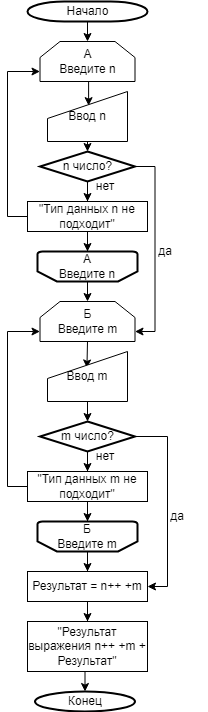 Начало
А
Введите n
Ввод n
n число?
нет
"Тип данных n не
подходит"
да
А
Введите n
Б
Введите m
Ввод m
m число?
нет
"Тип данных m не
подходит"
да
Б
Введите m
Результат = n++ +m
"Результат
выражения n++ +m +
Результат"
Конец